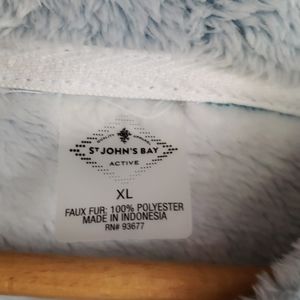 ST JOHN'S BAY
ACTIVE
XL
FAUX FUR: 100% POLYESTER
MADE IN INDONESIA
RN# 93677